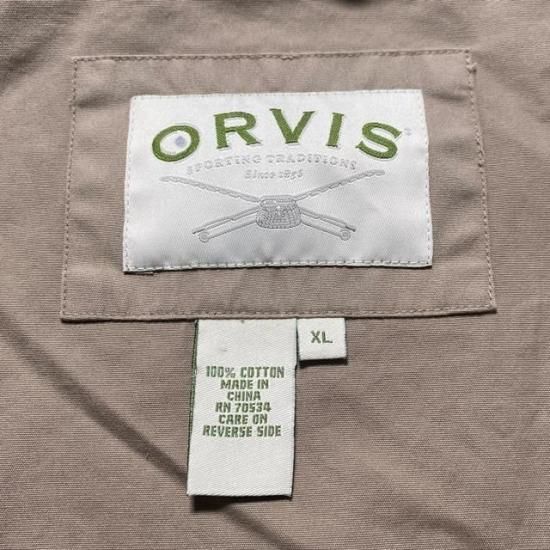 ORVIS
SPORTING TRADITIONS
Since 1856
XL
100% COTTON
MADE IN
CHINA
RN 70534
CARE ON
REVERSE SIDE